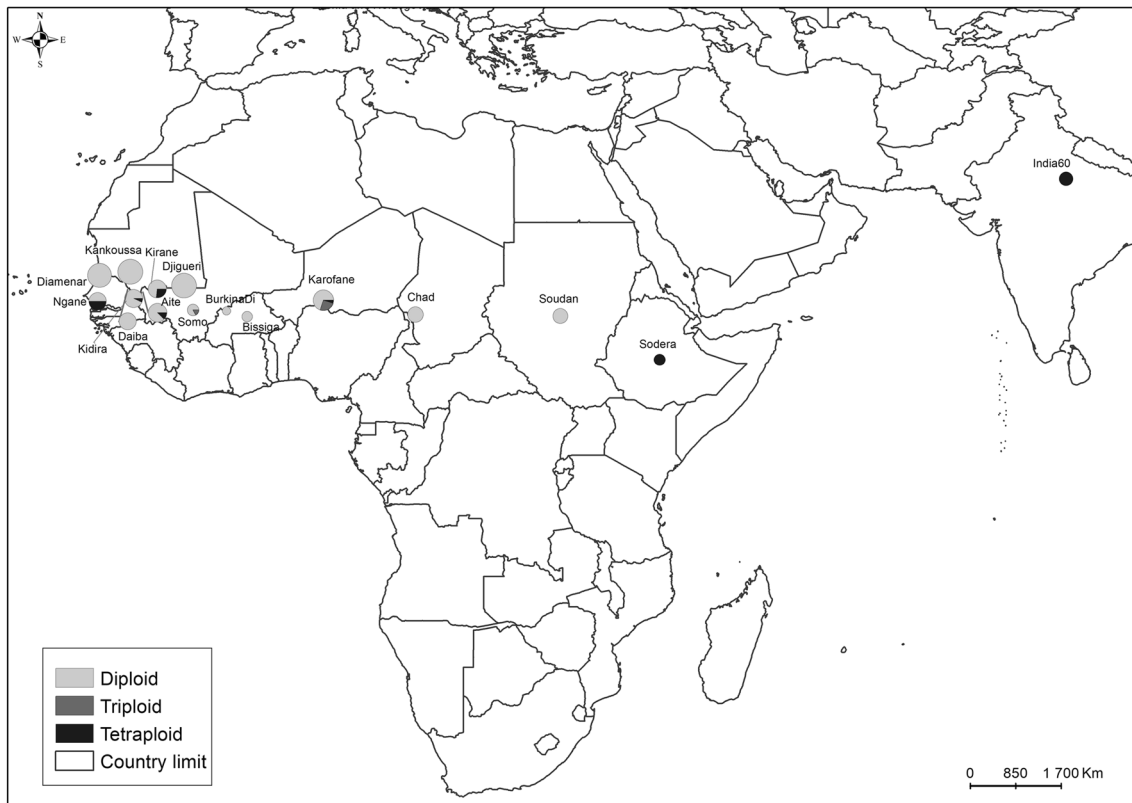 N
W E
S
India60
Kankoussa Kirane
Djigueri
Diamenar
Karofane
Ngane
Aite
BurkinaDi
Chad
Soudan
Somo
Bissiga
Daiba
Kidira
Sodera
Diploid
Triploid
Tetraploid
Country limit
0 850 1 700 Km